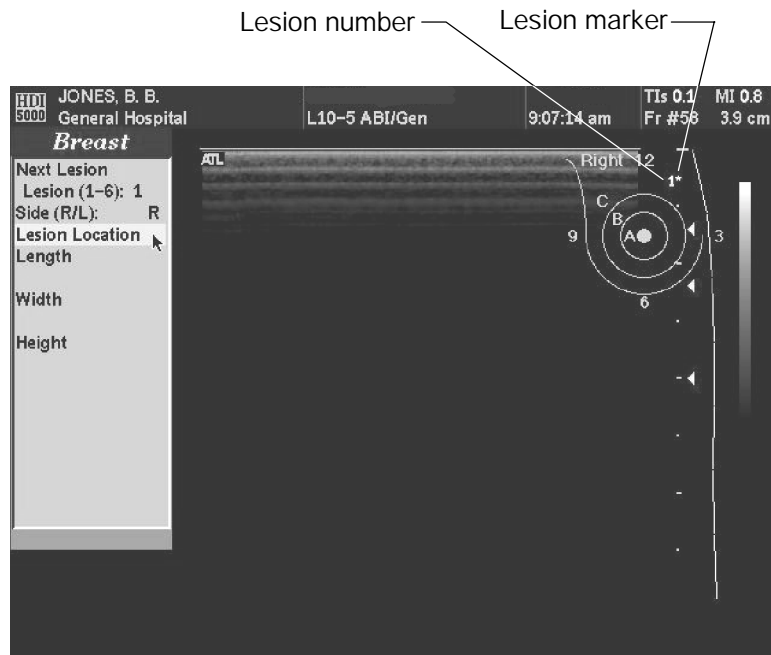 Lesion number Lesion marker
HDI 5000
JONES, B. B.
General Hospital
L10-5 ABI/Gen
9:07:14 am
TIs 0.1 MI 0.8
Fr #58 3.9 cm
Breast
Next Lesion
Lesion (1-6): 1
Side (R/L): R
Lesion Location
Length
Width
Height
ATL
Right 12
1*
C
B
A
9
3
6